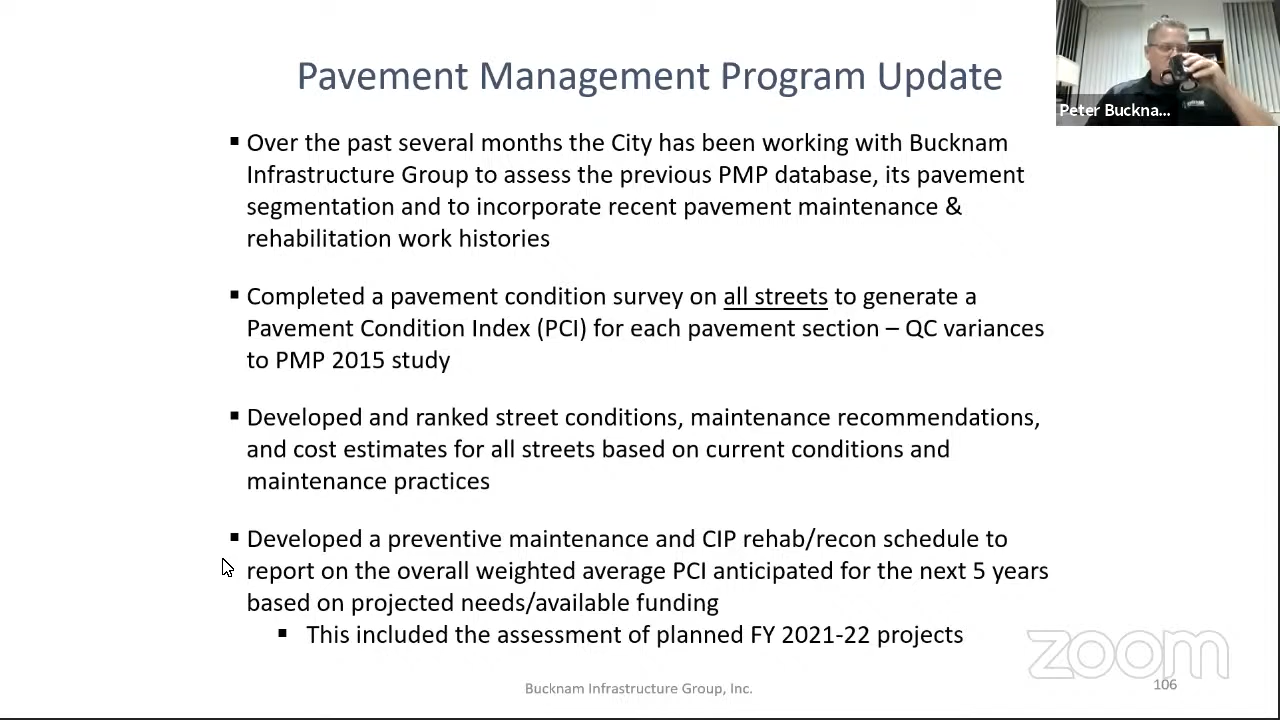 Pavement Management Program Update
Peter Buckna...
▪ Over the past several months the City has been working with Bucknam
Infrastructure Group to assess the previous PMP database, its pavement
segmentation and to incorporate recent pavement maintenance &
rehabilitation work histories
▪ Completed a pavement condition survey on all streets to generate a
Pavement Condition Index (PCI) for each pavement section – QC variances
to PMP 2015 study
▪ Developed and ranked street conditions, maintenance recommendations,
and cost estimates for all streets based on current conditions and
maintenance practices
▪ Developed a preventive maintenance and CIP rehab/recon schedule to
report on the overall weighted average PCI anticipated for the next 5 years
based on projected needs/available funding
▪ This included the assessment of planned FY 2021-22 projects
zoom
Bucknam Infrastructure Group, Inc.
106